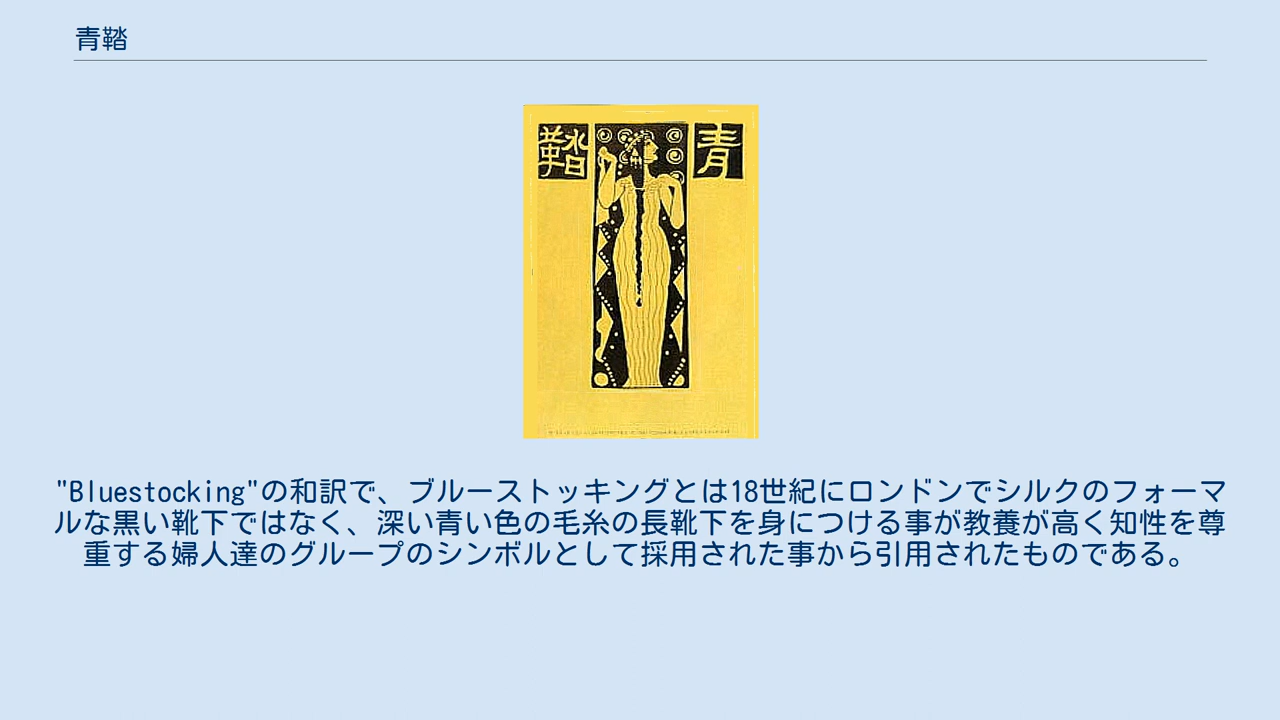 青鞜
青鞜
"Bluestocking"の和訳で、ブルーストッキングとは18世紀にロンドンでシルクのフォーマ
ルな黒い靴下ではなく、深い青い色の毛糸の長靴下を身につける事が教養が高く知性を尊
重する婦人達のグループのシンボルとして採用された事から引用されたものである。